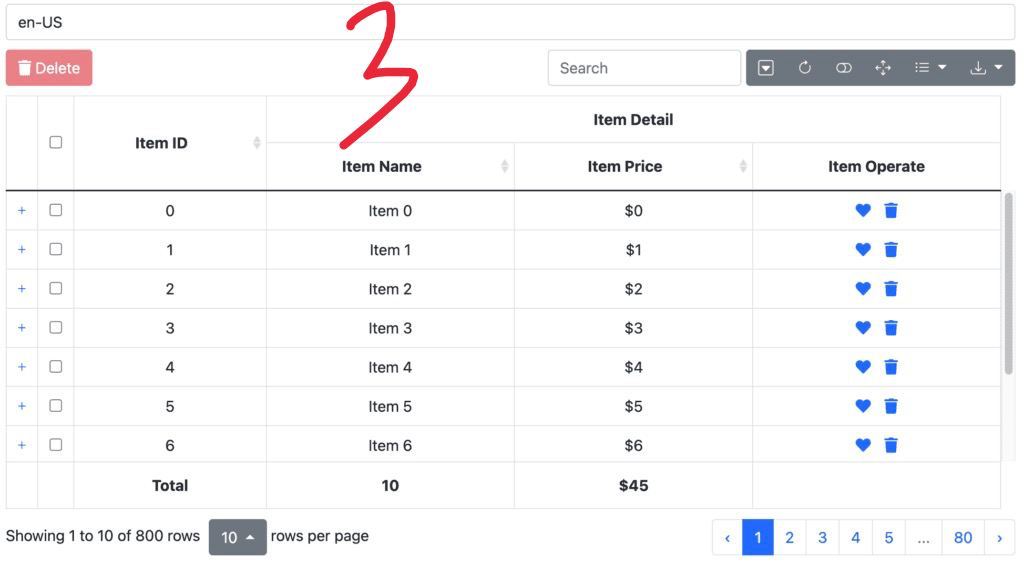 en-US
3
Delete Search
Item ID Item Detail
Item Name Item Price Item Operate
+ 0 Item 0 $0
+ 1 Item 1 $1
+ 2 Item 2 $2
+ 3 Item 3 $3
+ 4 Item 4 $4
+ 5 Item 5 $5
+ 6 Item 6 $6
Total 10 $45
Showing 1 to 10 of 800 rows 10 rows per page ‹ 1 2 3 4 5 ... 80 ›